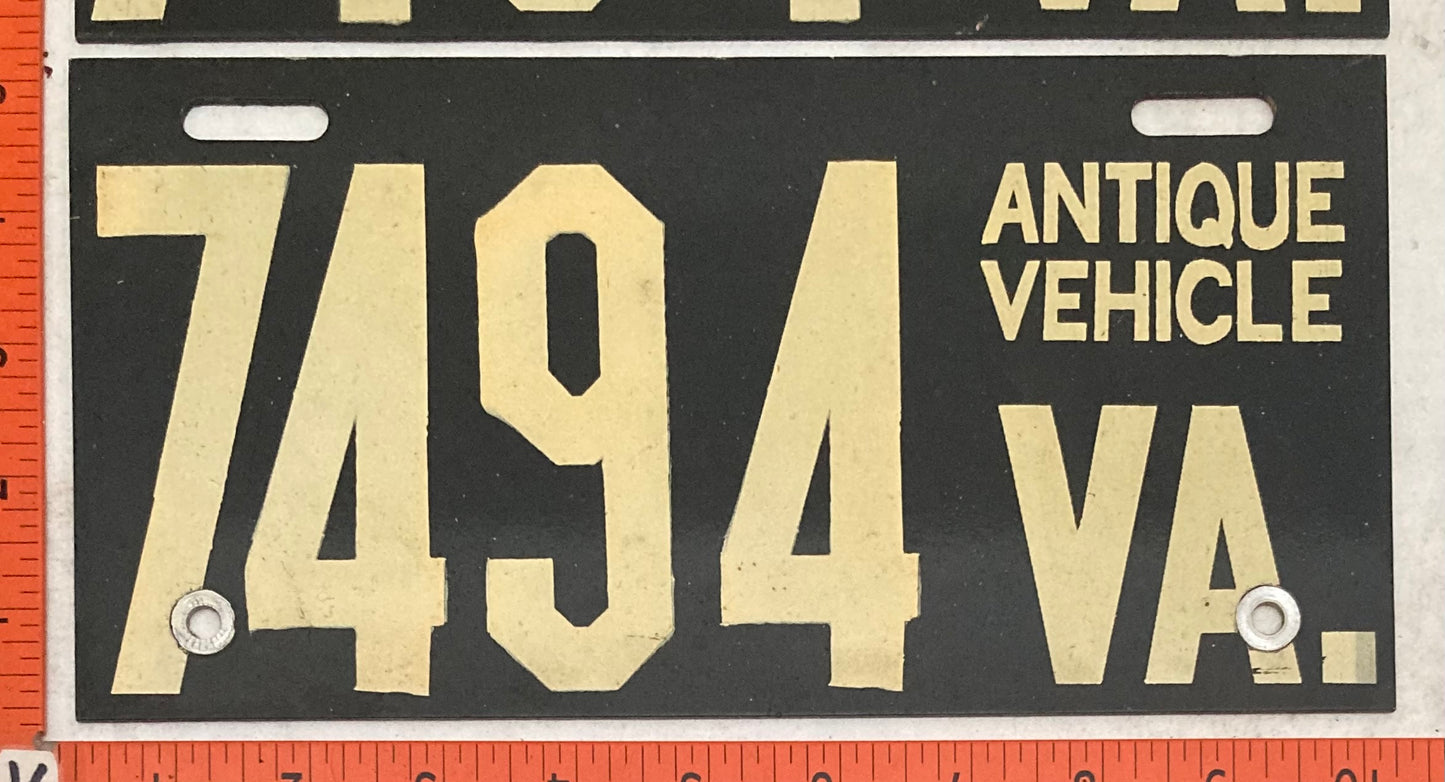 7494
ANTIQUE
VEHICLE
VA.